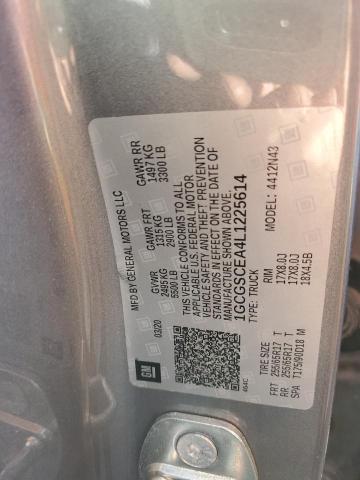 MFD BY GENERAL MOTORS LLC
03/20
GVWR
2495 KG
5500 LB
GAWR FRT
1315 KG
2900 LB
GAWR RR
1497 KG
3300 LB
THIS VEHICLE CONFORMS TO ALL
APPLICABLE U.S. FEDERAL MOTOR
VEHICLE SAFETY AND THEFT PREVENTION
STANDARDS IN EFFECT ON THE DATE OF
MANUFACTURE SHOWN ABOVE.
1GCGSCEA4L1225614
TYPE: TRUCK
MODEL: 4412N43
GM
464C
TIRE SIZE RIM
FRT 255/65R17 T 17X8.0J
RR 255/65R17 T 17X8.0J
SPA T175/90D18 M 18X4.5B